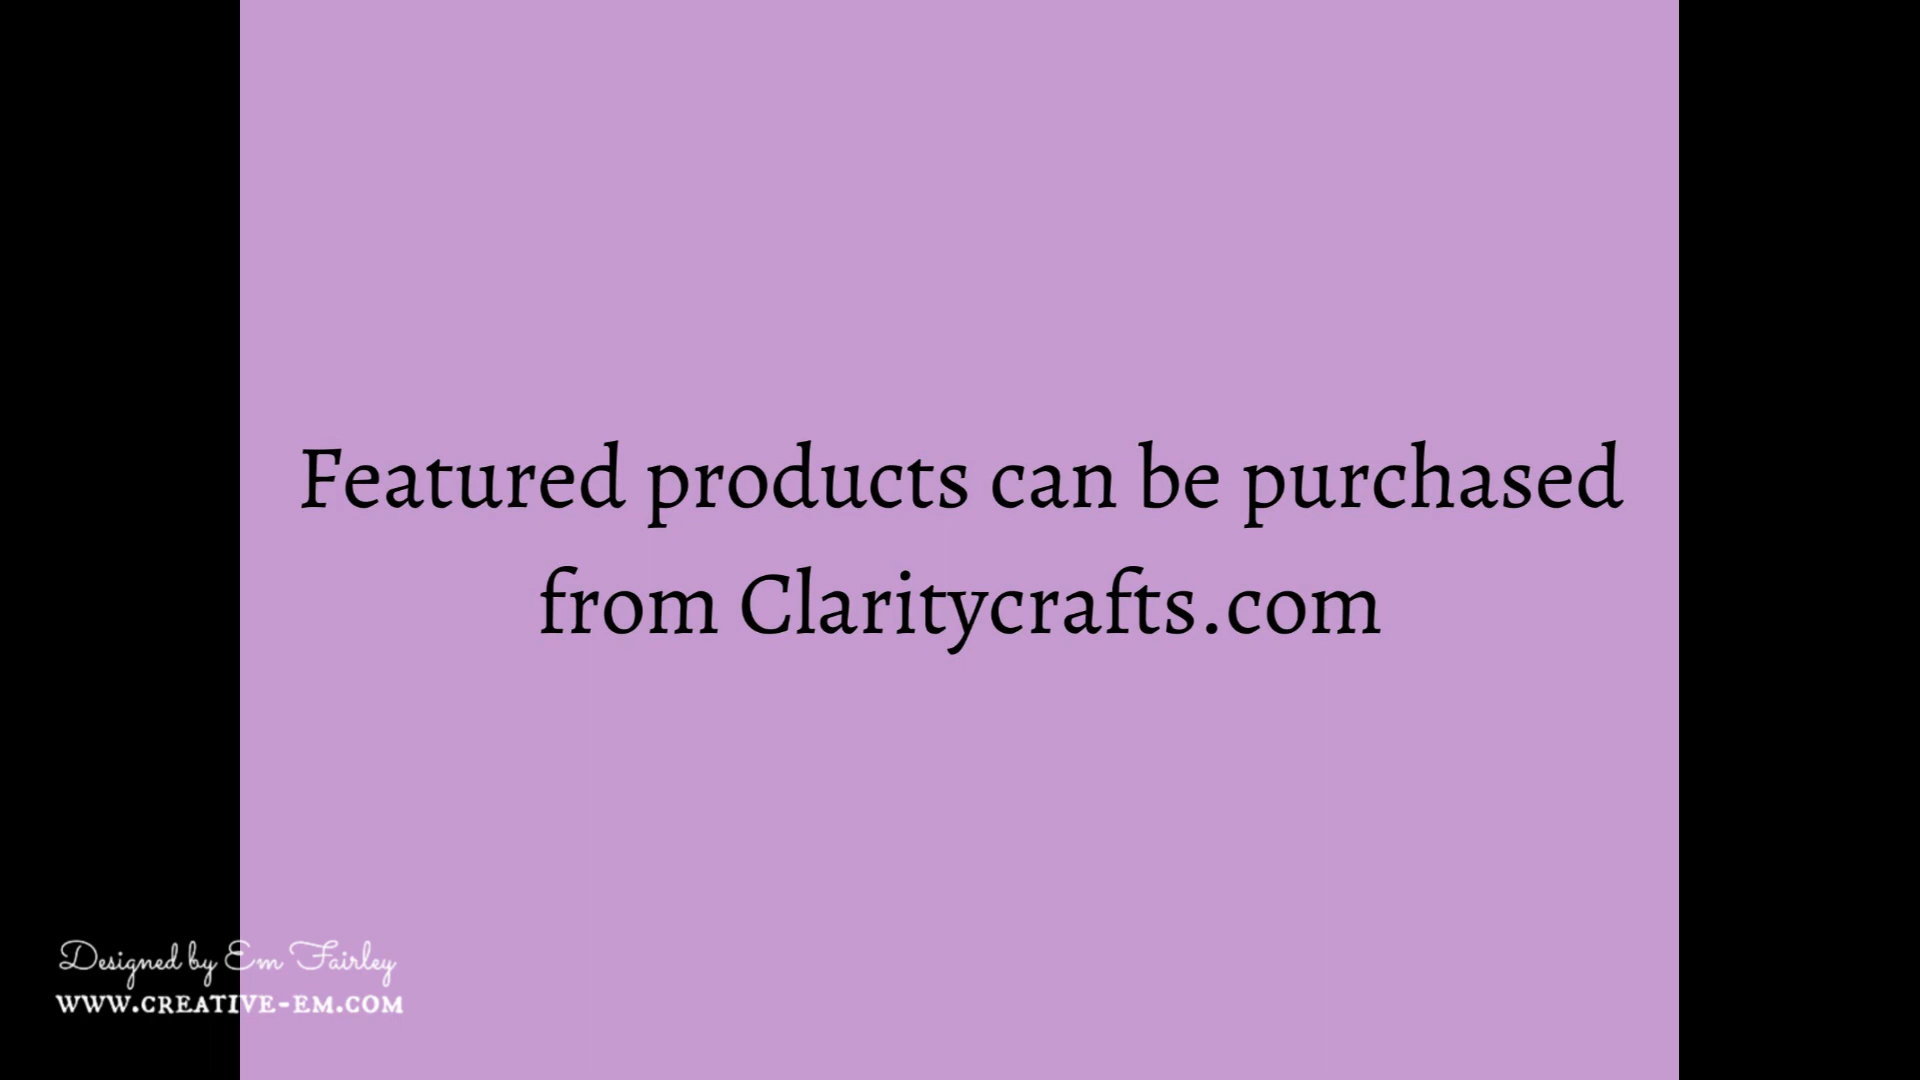 Featured products can be purchased
from Claritycrafts.com
Designed by Em Fairley
WWW.CREATIVE-EM.COM